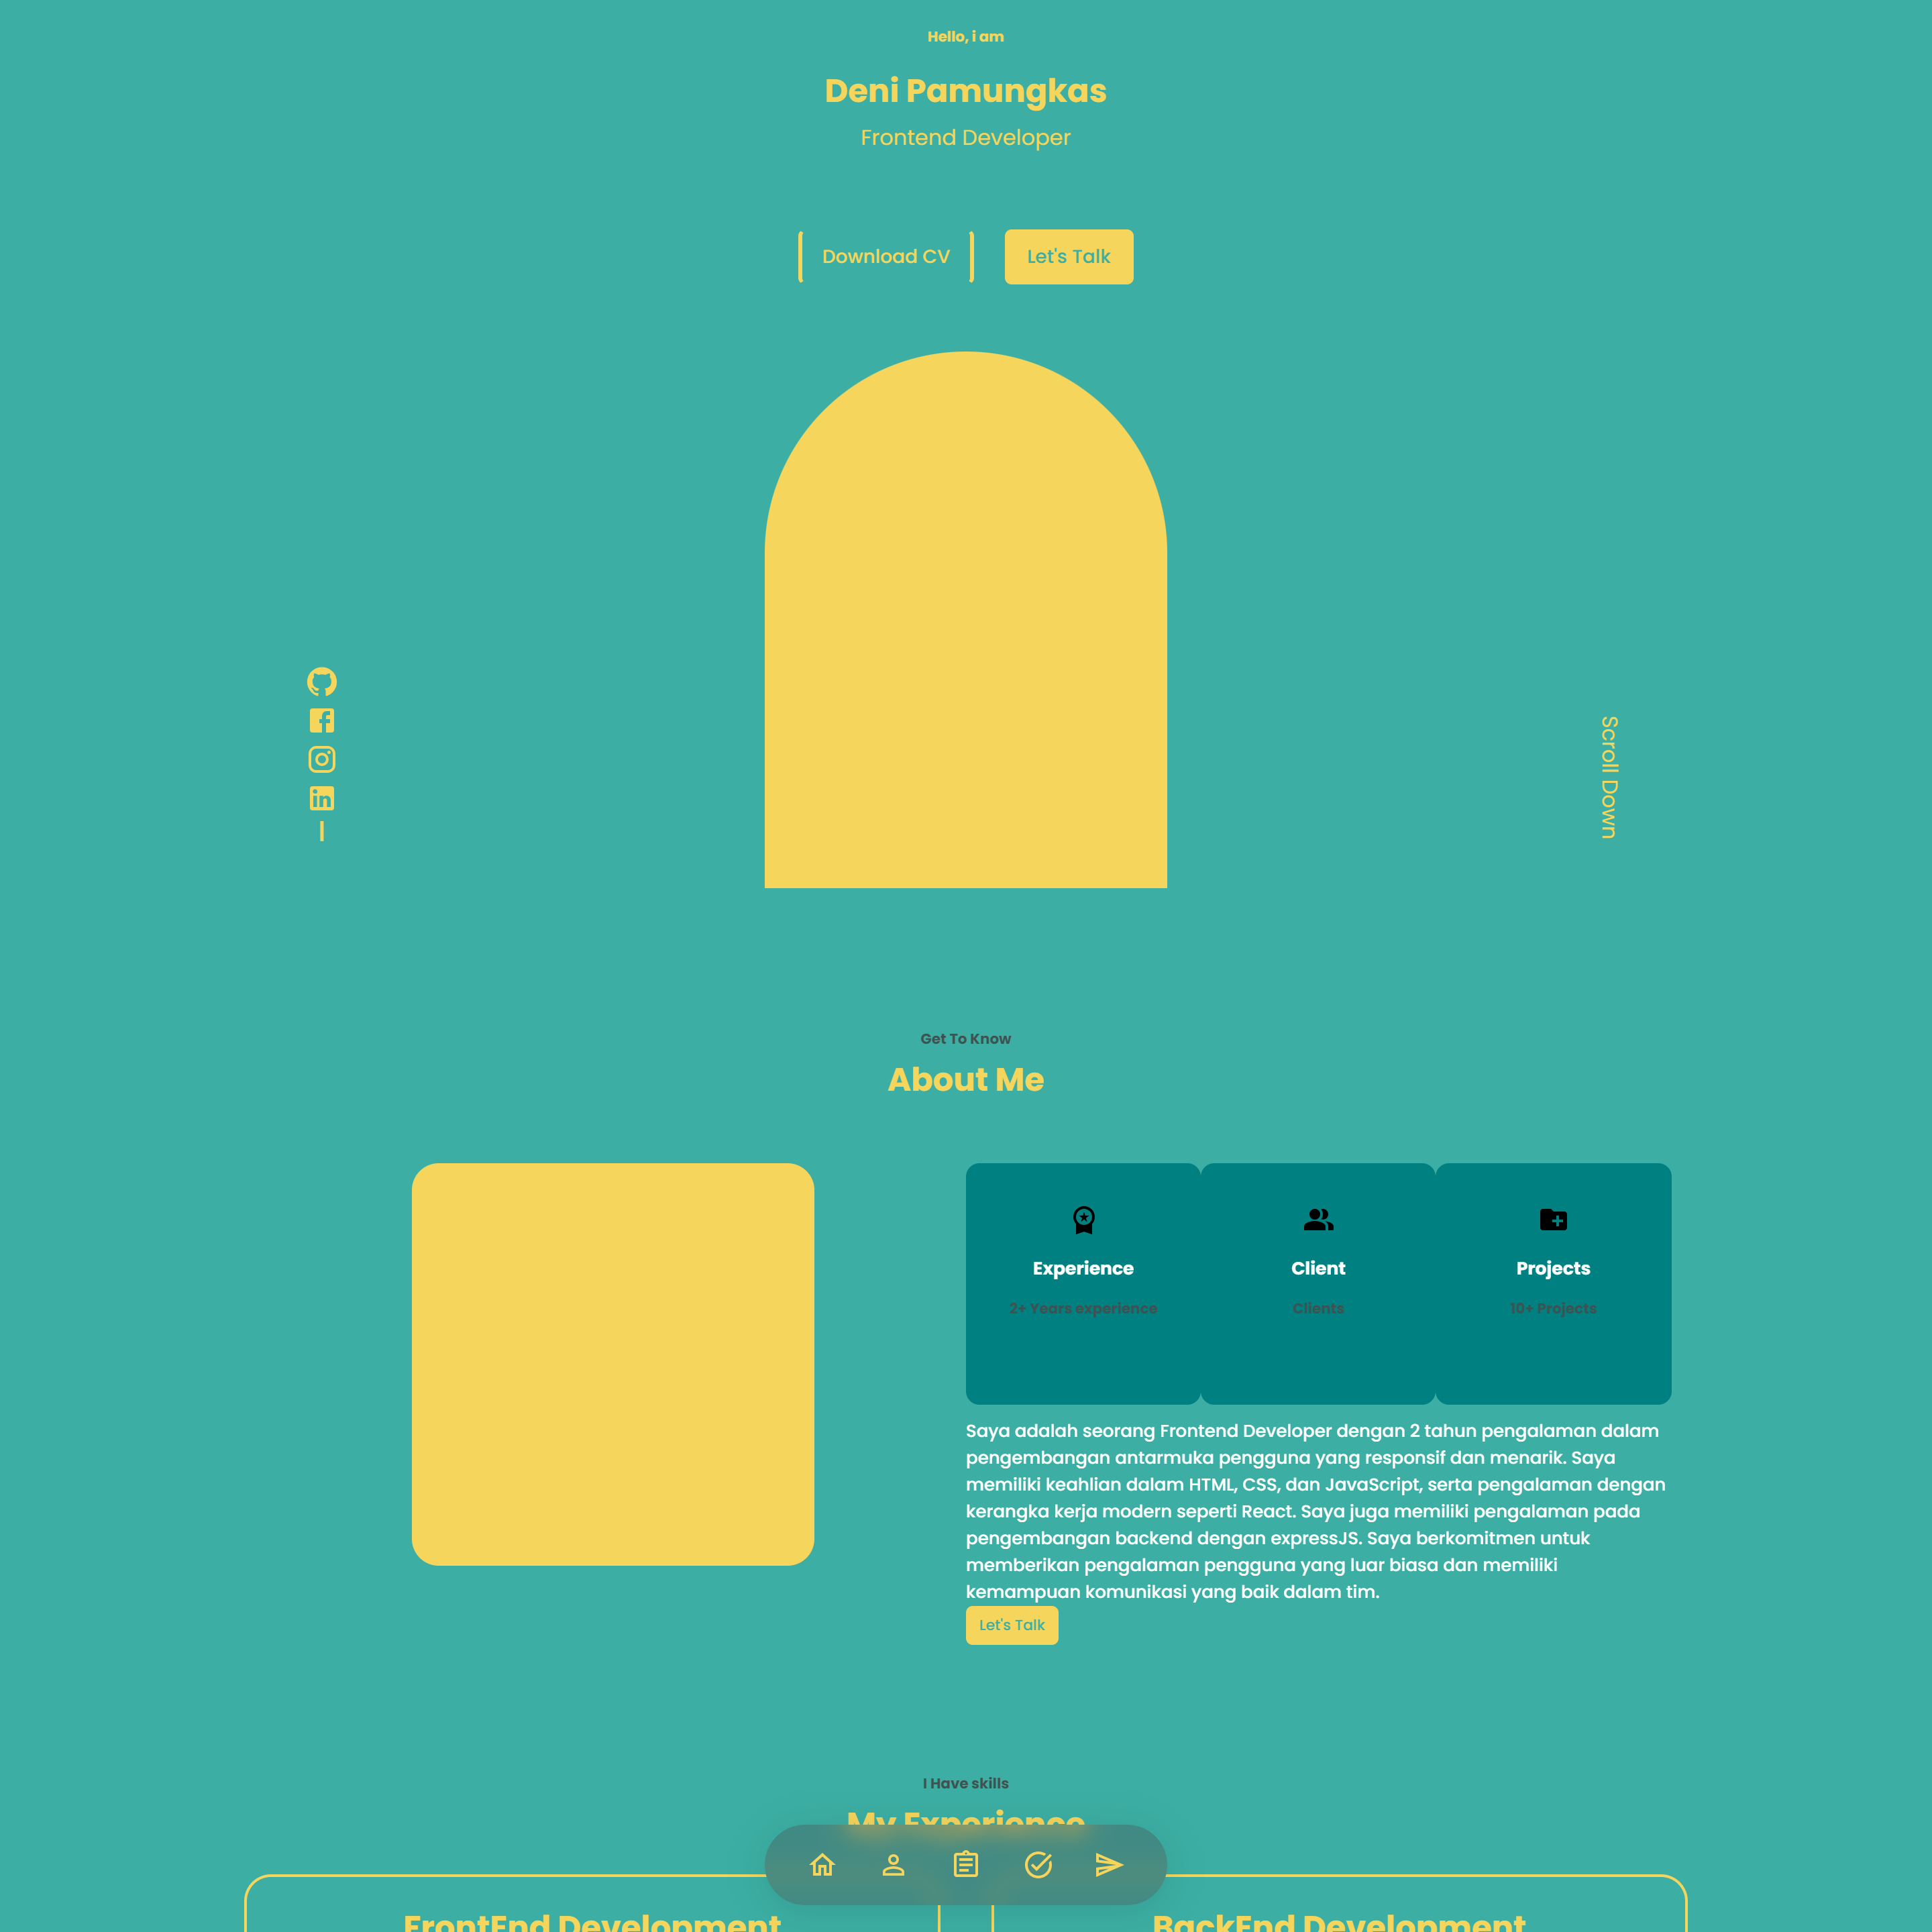 Hello, i am
Deni Pamungkas
Frontend Developer
Download CV
Let's Talk
Scroll Down
Get To Know
About Me
Experience
2+ Years experience
Client
Clients
Projects
10+ Projects
Saya adalah seorang Frontend Developer dengan 2 tahun pengalaman dalam
pengembangan antarmuka pengguna yang responsif dan menarik. Saya
memiliki keahlian dalam HTML, CSS, dan JavaScript, serta pengalaman dengan
kerangka kerja modern seperti React. Saya juga memiliki pengalaman pada
pengembangan backend dengan expressJS. Saya berkomitmen untuk
memberikan pengalaman pengguna yang luar biasa dan memiliki
kemampuan komunikasi yang baik dalam tim.
Let's Talk
I Have skills
My Experience
FrontEnd Development
BackEnd Development